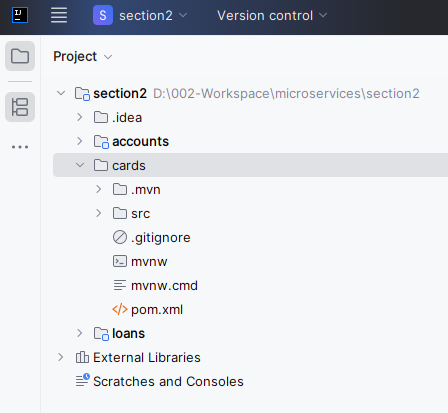 IJ S section2 Version control
Project
section2 D:\002-Workspace\microservices\section2
.idea
accounts
cards
.mvn
src
.gitignore
mvnw
mvnw.cmd
</> pom.xml
loans
External Libraries
Scratches and Consoles